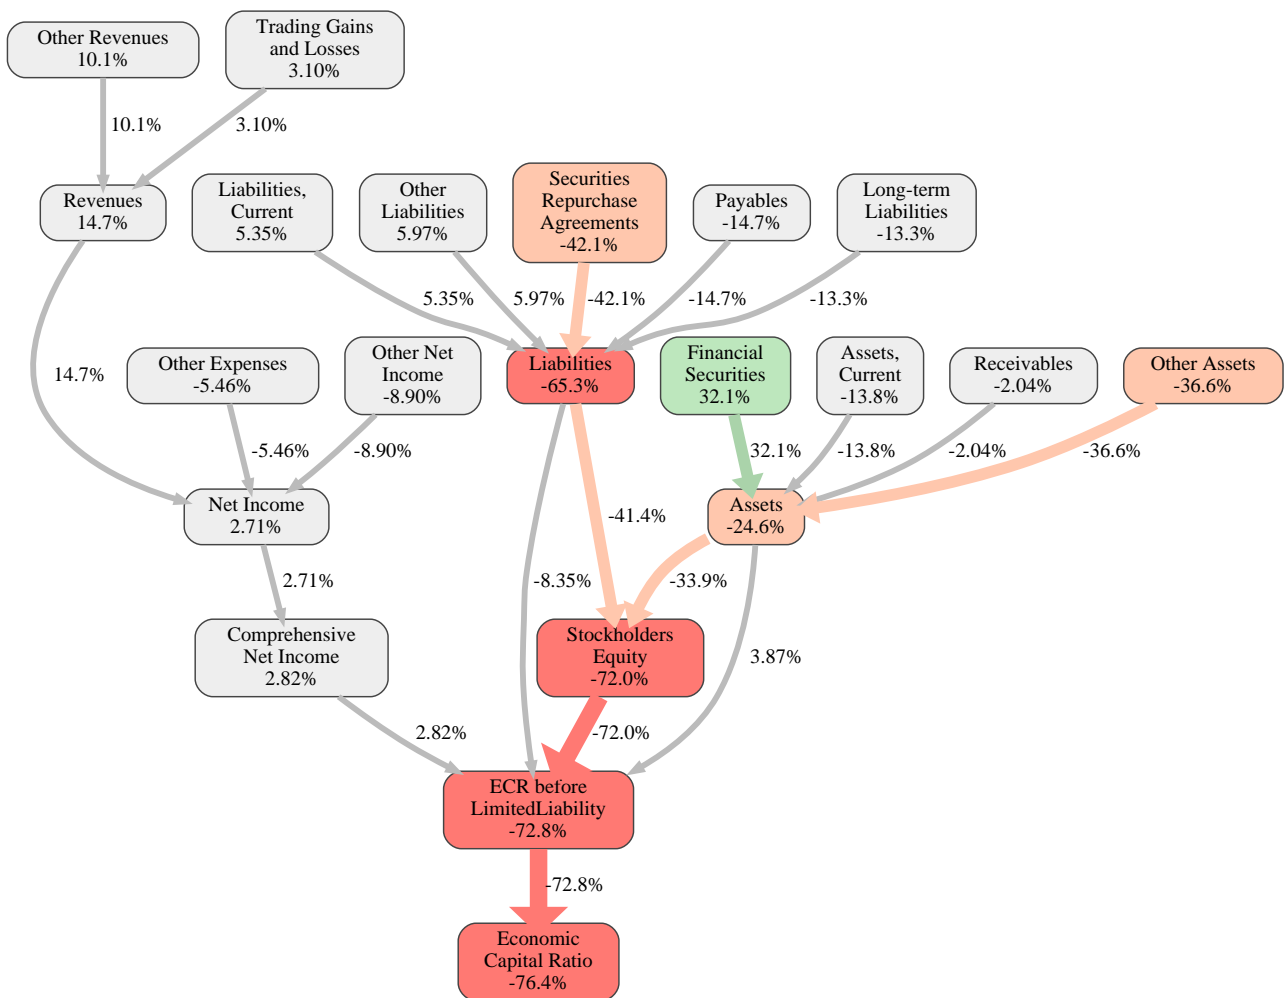 Other Revenues
10.1%
Trading Gains
and Losses
3.10%
10.1%
3.10%
Revenues
14.7%
Liabilities,
Current
5.35%
Other
Liabilities
5.97%
Securities
Repurchase
Agreements
-42.1%
Payables
-14.7%
Long-term
Liabilities
-13.3%
5.35%
5.97%
-42.1%
-14.7%
-13.3%
14.7%
Other Expenses
-5.46%
Other Net
Income
-8.90%
Liabilities
-65.3%
Financial
Securities
32.1%
Assets,
Current
-13.8%
Receivables
-2.04%
Other Assets
-36.6%
-5.46%
-8.90%
32.1%
-13.8%
-2.04%
-36.6%
Net Income
2.71%
-41.4%
Assets
-24.6%
2.71%
-8.35%
-33.9%
3.87%
Comprehensive
Net Income
2.82%
Stockholders
Equity
-72.0%
2.82%
-72.0%
ECR before
LimitedLiability
-72.8%
-72.8%
Economic
Capital Ratio
-76.4%